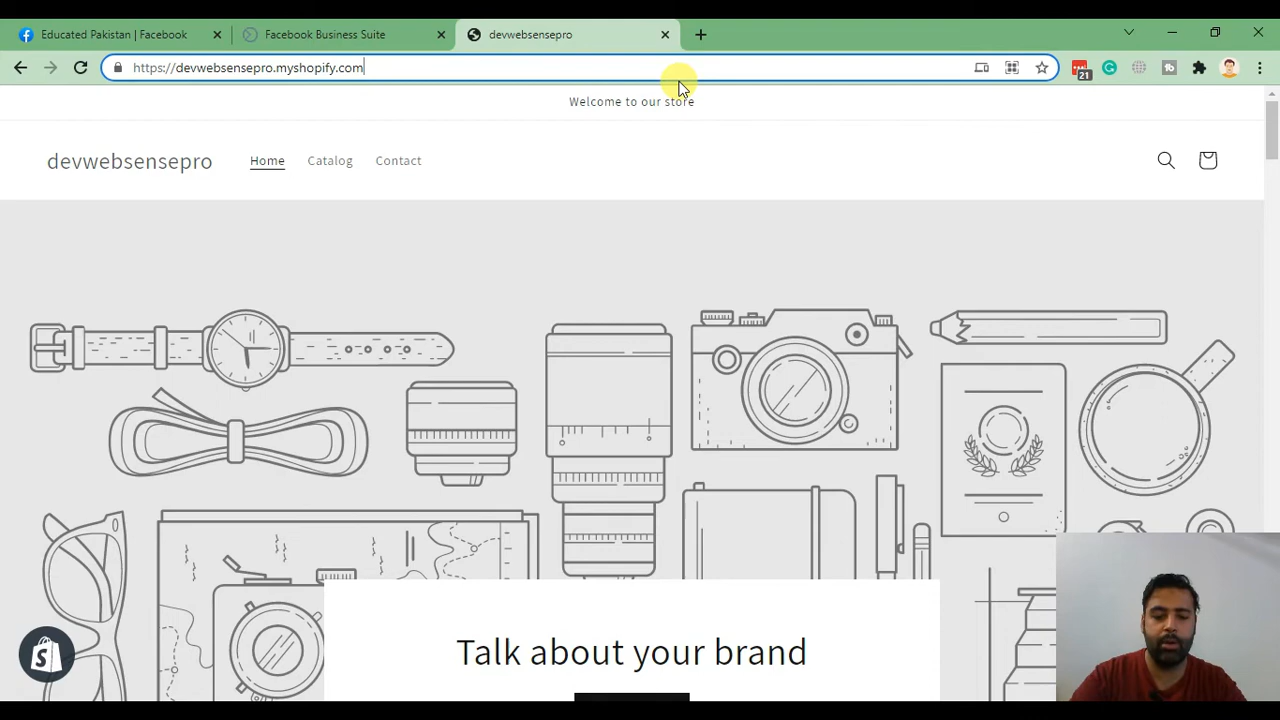 Educated Pakistan | Facebook
Facebook Business Suite
devwebsensepro
https://devwebsensepro.myshopify.com
21
Welcome to our store
devwebsensepro
Home
Catalog
Contact
Talk about your brand
S